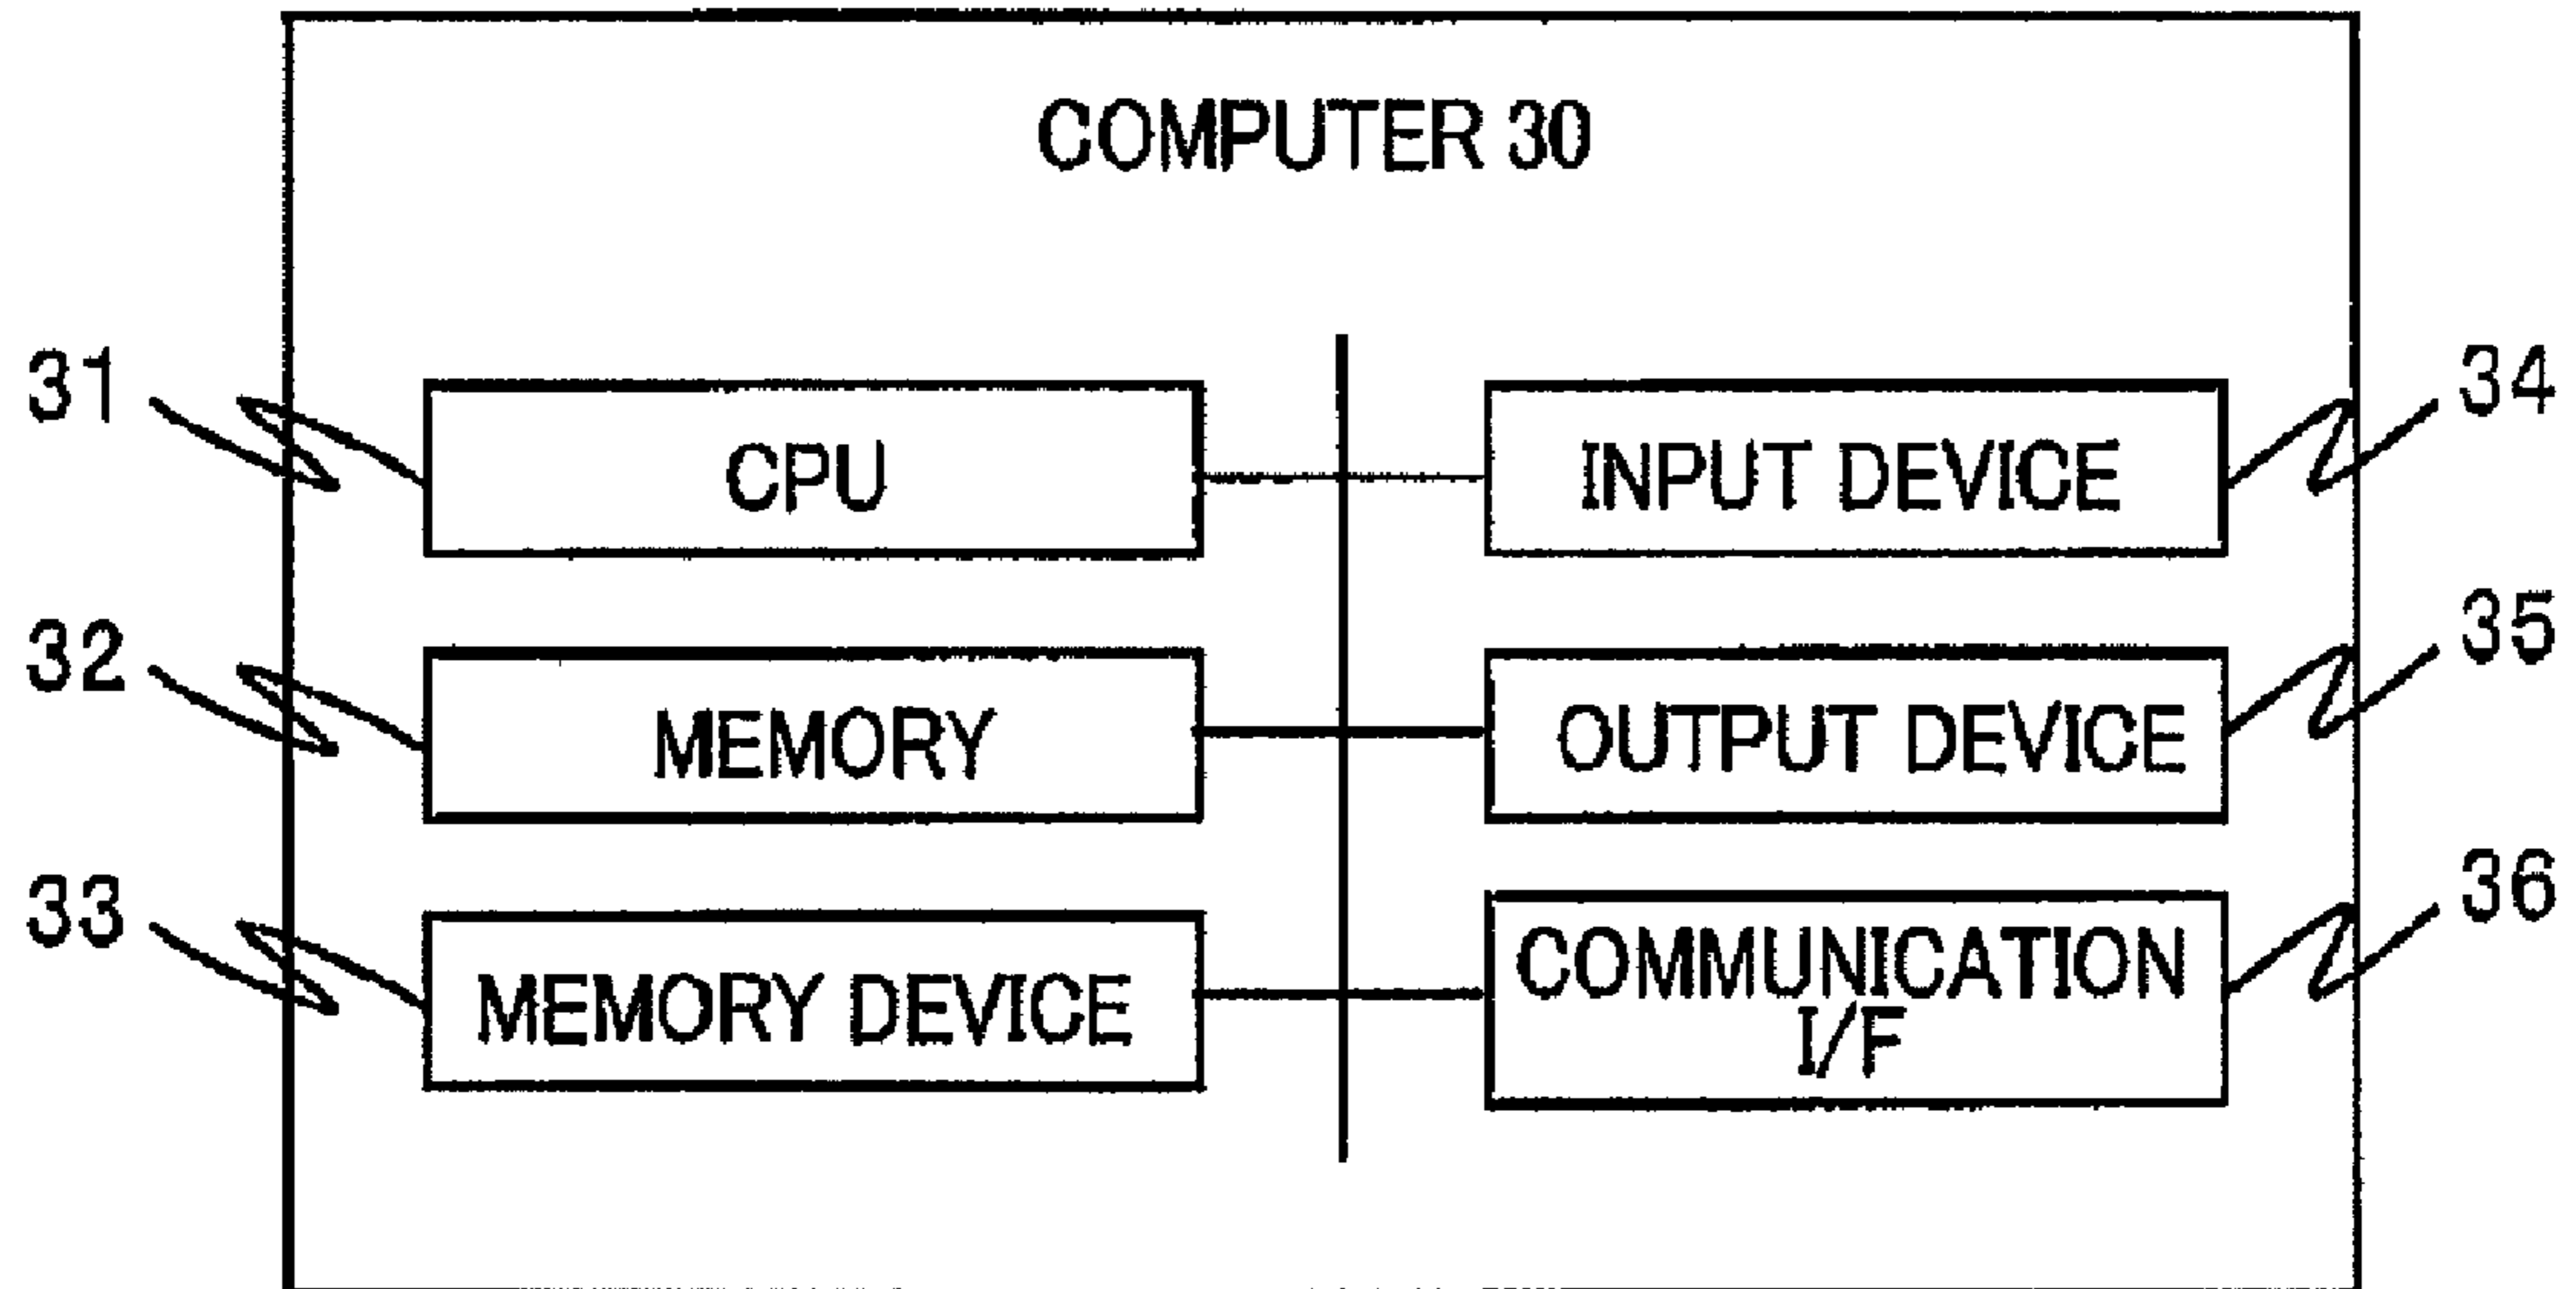 COMPUTER 30
31
CPU
INPUT DEVICE
34
32
MEMORY
OUTPUT DEVICE
35
33
MEMORY DEVICE
COMMUNICATION
I/F
36